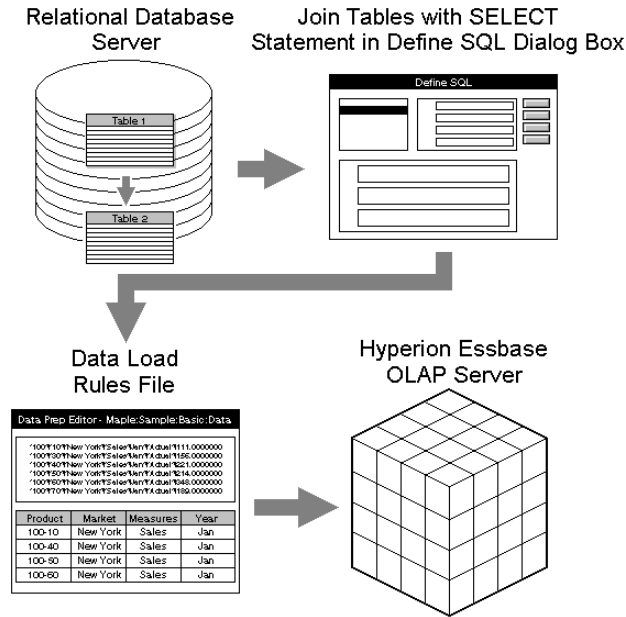 Relational Database
Server
Join Tables with SELECT
Statement in Define SQL Dialog Box
Table 1
Table 2
Define SQL
Data Load
Rules File
Hyperion Essbase
OLAP Server
Data Prep Editor - Maple:Sample:Basic:Data
Product Market Measures Year
100-10 New York Sales Jan
100-40 New York Sales Jan
100-50 New York Sales Jan
100-60 New York Sales Jan